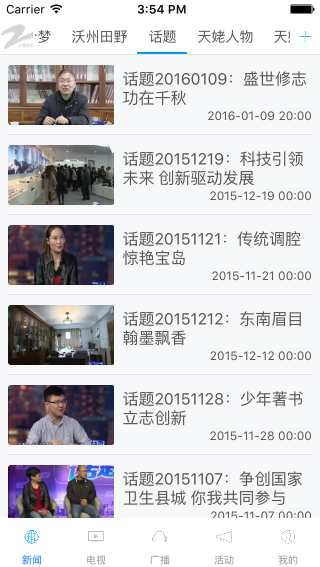 Carrier 3:54 PM
梦 沃州田野 话题 天姥人物 天姥 +
话题20160109：盛世修志
功在千秋
2016-01-09 20:00
话题20151219：科技引领
未来 创新驱动发展
2015-12-19 00:00
话题20151121：传统调腔
惊艳宝岛
2015-11-21 00:00
话题20151212：东南眉目
翰墨飘香
2015-12-12 00:00
话题20151128：少年著书
立志创新
2015-11-28 00:00
话题20151107：争创国家
卫生县城 你我共同参与
2015-11-07 00:00
新闻 电视 广播 活动 我的